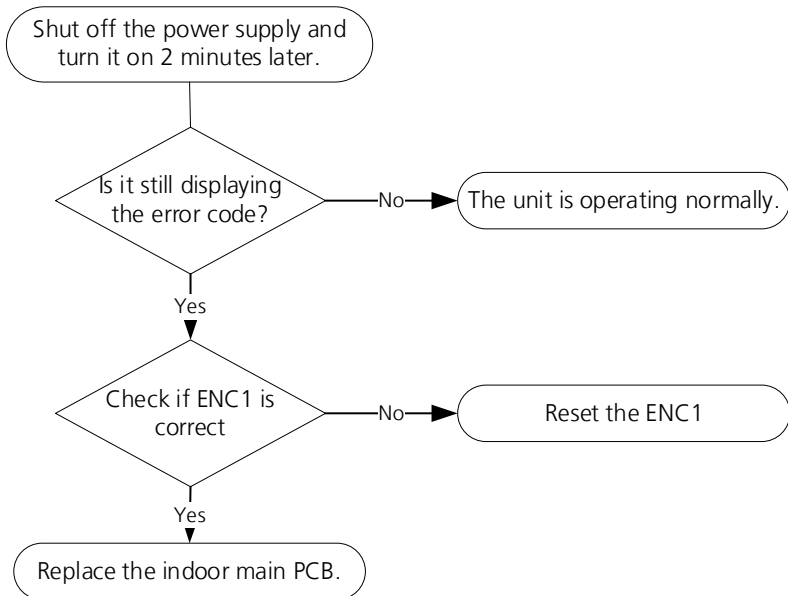 Shut off the power supply and
turn it on 2 minutes later.
Is it still displaying
the error code?
No
The unit is operating normally.
Yes
Check if ENC1 is
correct
No
Reset the ENC1
Yes
Replace the indoor main PCB.